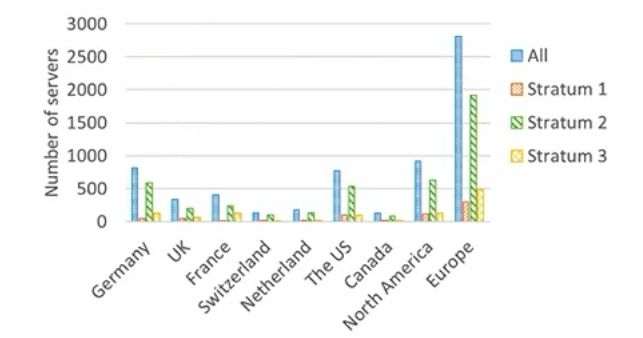 Number of servers
3000
2500
2000
1500
1000
500
0
Germany
UK
France
Switzerland
Netherland
The US
Canada
North America
Europe
All
Stratum 1
Stratum 2
Stratum 3